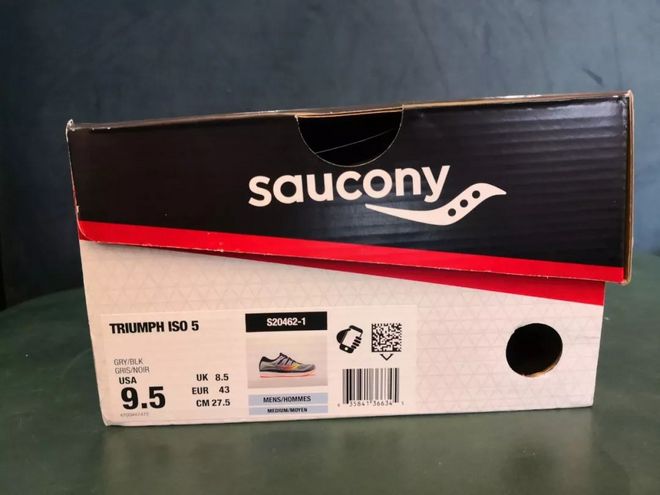 saucony
TRIUMPH ISO 5
S20462-1
GRY/BLK
GRIS/NOIR
USA
9.5
UK 8.5
EUR 43
CM 27.5
MENS/HOMMES
MEDIUM/MOYEN